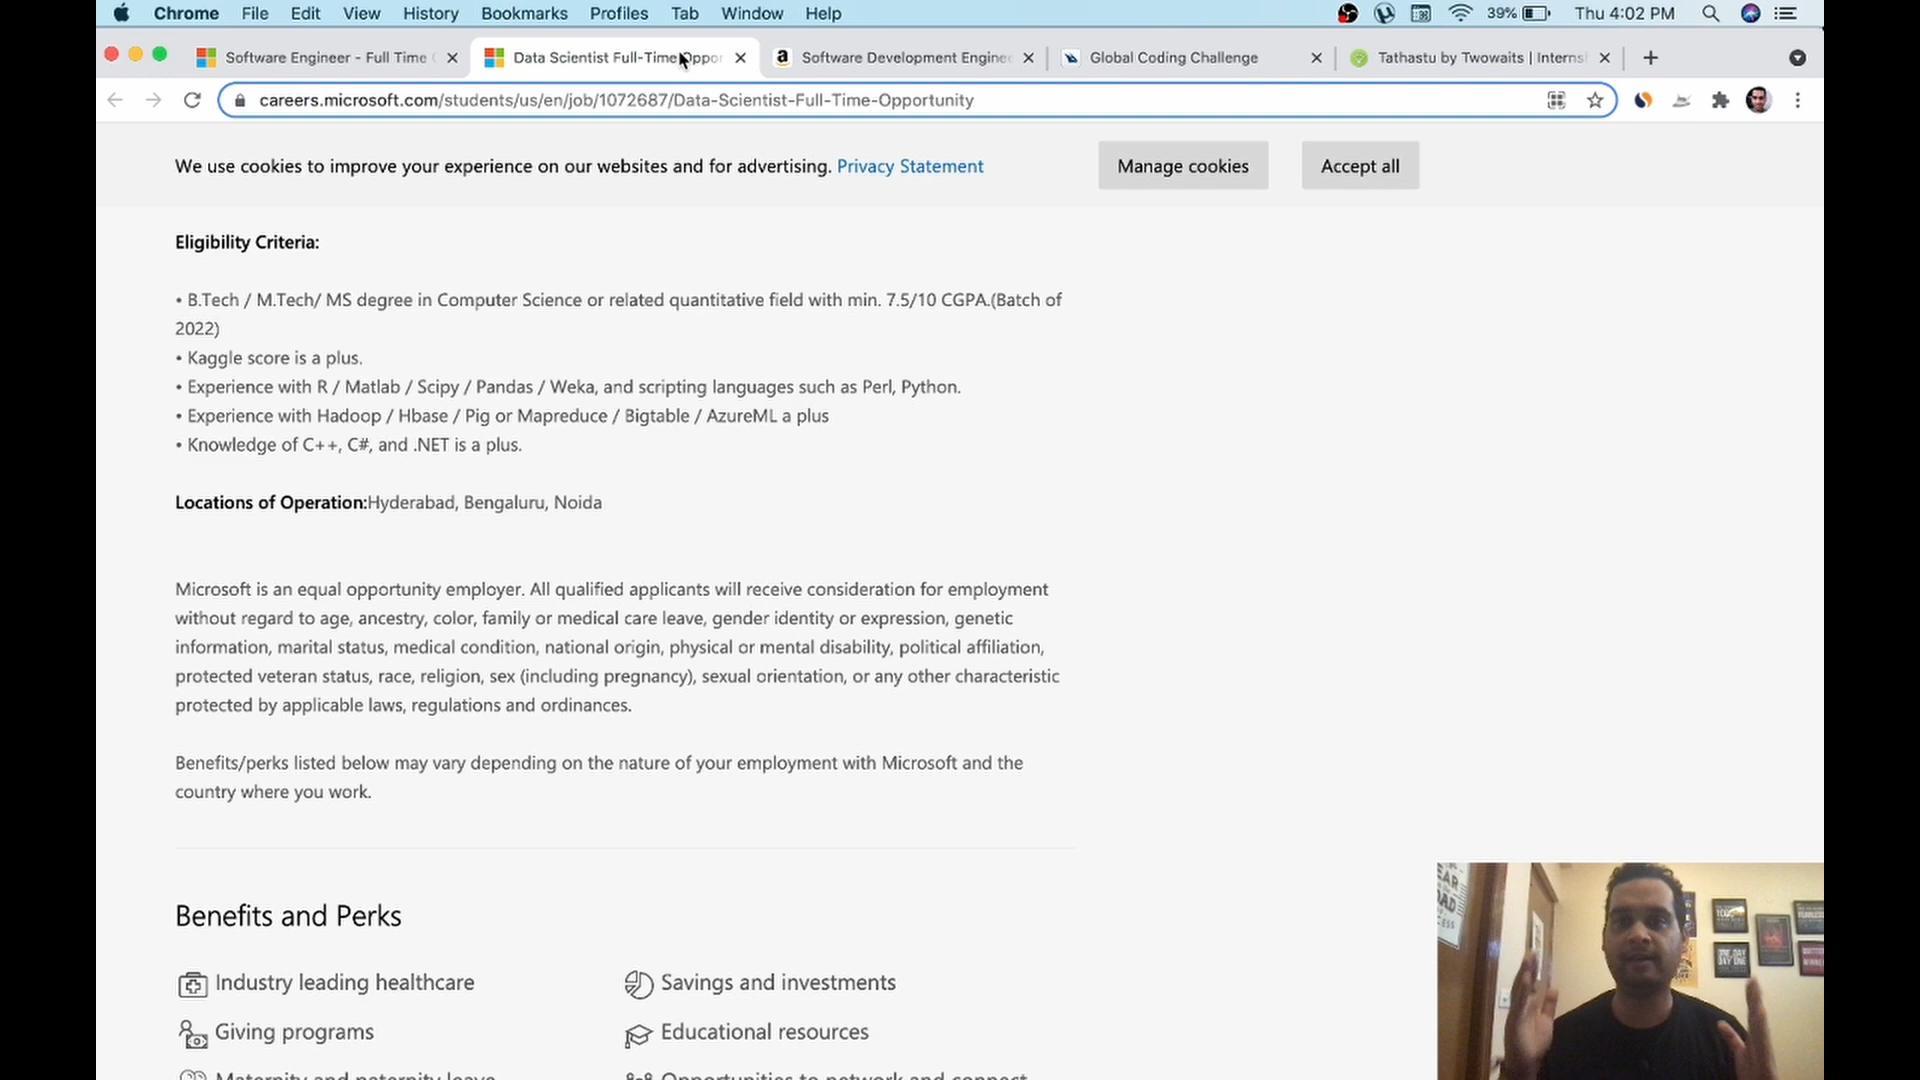 Chrome File Edit View History Bookmarks Profiles Tab Window Help 39% Thu 4:02 PM
Software Engineer - Full Time Data Scientist Full-Time Oppor Software Development Engine Global Coding Challenge Tathastu by Twowaits | Interns
careers.microsoft.com/students/us/en/job/1072687/Data-Scientist-Full-Time-Opportunity
We use cookies to improve your experience on our websites and for advertising. Privacy Statement Manage cookies Accept all
Eligibility Criteria:
• B.Tech / M.Tech/ MS degree in Computer Science or related quantitative field with min. 7.5/10 CGPA.(Batch of
2022)
• Kaggle score is a plus.
• Experience with R / Matlab / Scipy / Pandas / Weka, and scripting languages such as Perl, Python.
• Experience with Hadoop / Hbase / Pig or Mapreduce / Bigtable / AzureML a plus
• Knowledge of C++, C#, and .NET is a plus.
Locations of Operation:Hyderabad, Bengaluru, Noida
Microsoft is an equal opportunity employer. All qualified applicants will receive consideration for employment
without regard to age, ancestry, color, family or medical care leave, gender identity or expression, genetic
information, marital status, medical condition, national origin, physical or mental disability, political affiliation,
protected veteran status, race, religion, sex (including pregnancy), sexual orientation, or any other characteristic
protected by applicable laws, regulations and ordinances.
Benefits/perks listed below may vary depending on the nature of your employment with Microsoft and the
country where you work.
Benefits and Perks
Industry leading healthcare Savings and investments
Giving programs Educational resources
Maternity and paternity leave Opportunities to network and connect